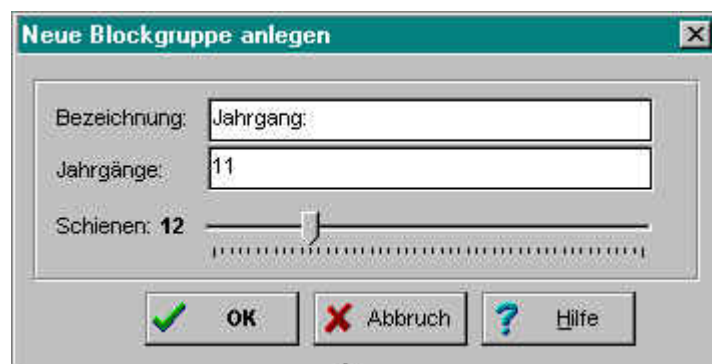 Neue Blockgruppe anlegen
Bezeichnung: Jahrgang:
Jahrgänge: 11
Schienen: 12
OK Abbruch Hilfe